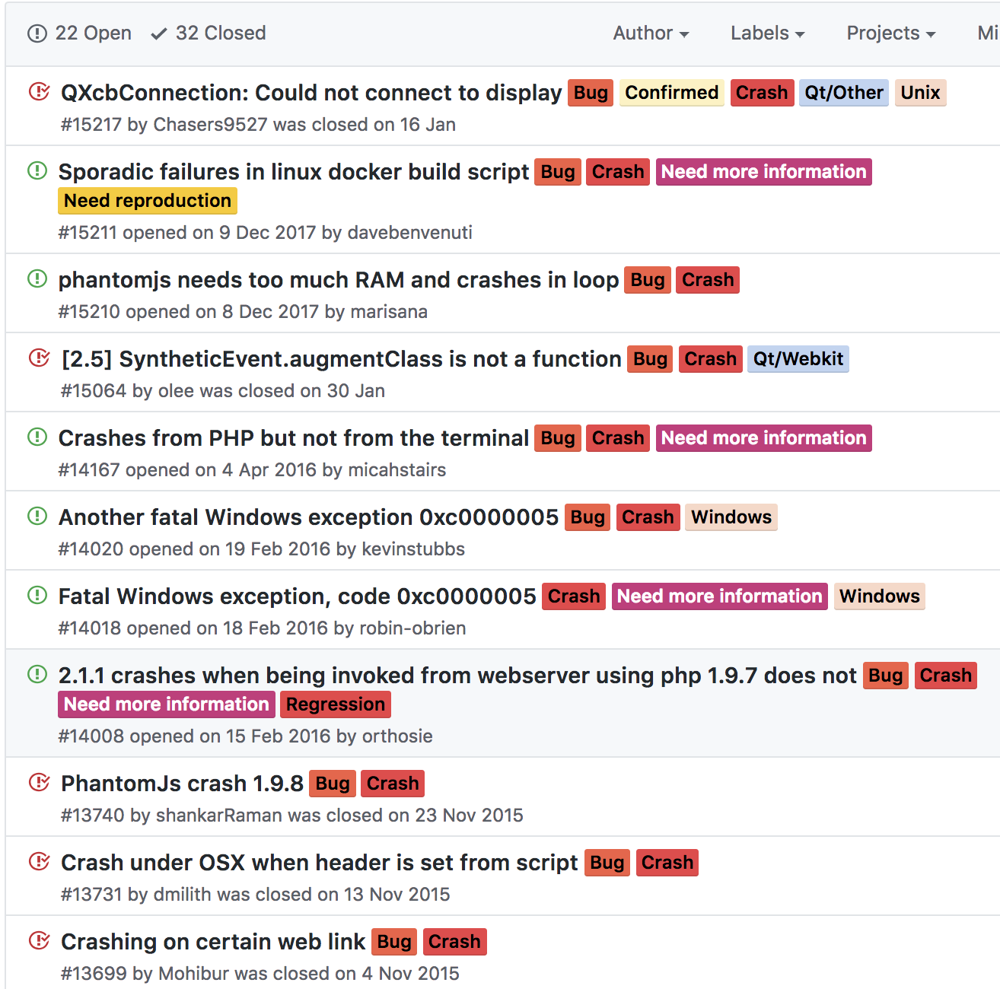 22 Open 32 Closed Author Labels Projects Mi
QXcbConnection: Could not connect to display Bug Confirmed Crash Qt/Other Unix
#15217 by Chasers9527 was closed on 16 Jan
Sporadic failures in linux docker build script Bug Crash Need more information
Need reproduction
#15211 opened on 9 Dec 2017 by davebenvenuti
phantomjs needs too much RAM and crashes in loop Bug Crash
#15210 opened on 8 Dec 2017 by marisana
[2.5] SyntheticEvent.augmentClass is not a function Bug Crash Qt/Webkit
#15064 by olee was closed on 30 Jan
Crashes from PHP but not from the terminal Bug Crash Need more information
#14167 opened on 4 Apr 2016 by micahstairs
Another fatal Windows exception 0xc0000005 Bug Crash Windows
#14020 opened on 19 Feb 2016 by kevinstubbs
Fatal Windows exception, code 0xc0000005 Crash Need more information Windows
#14018 opened on 18 Feb 2016 by robin-obrien
2.1.1 crashes when being invoked from webserver using php 1.9.7 does not Bug Crash
Need more information Regression
#14008 opened on 15 Feb 2016 by orthosie
PhantomJs crash 1.9.8 Bug Crash
#13740 by shankarRaman was closed on 23 Nov 2015
Crash under OSX when header is set from script Bug Crash
#13731 by dmilith was closed on 13 Nov 2015
Crashing on certain web link Bug Crash
#13699 by Mohibur was closed on 4 Nov 2015